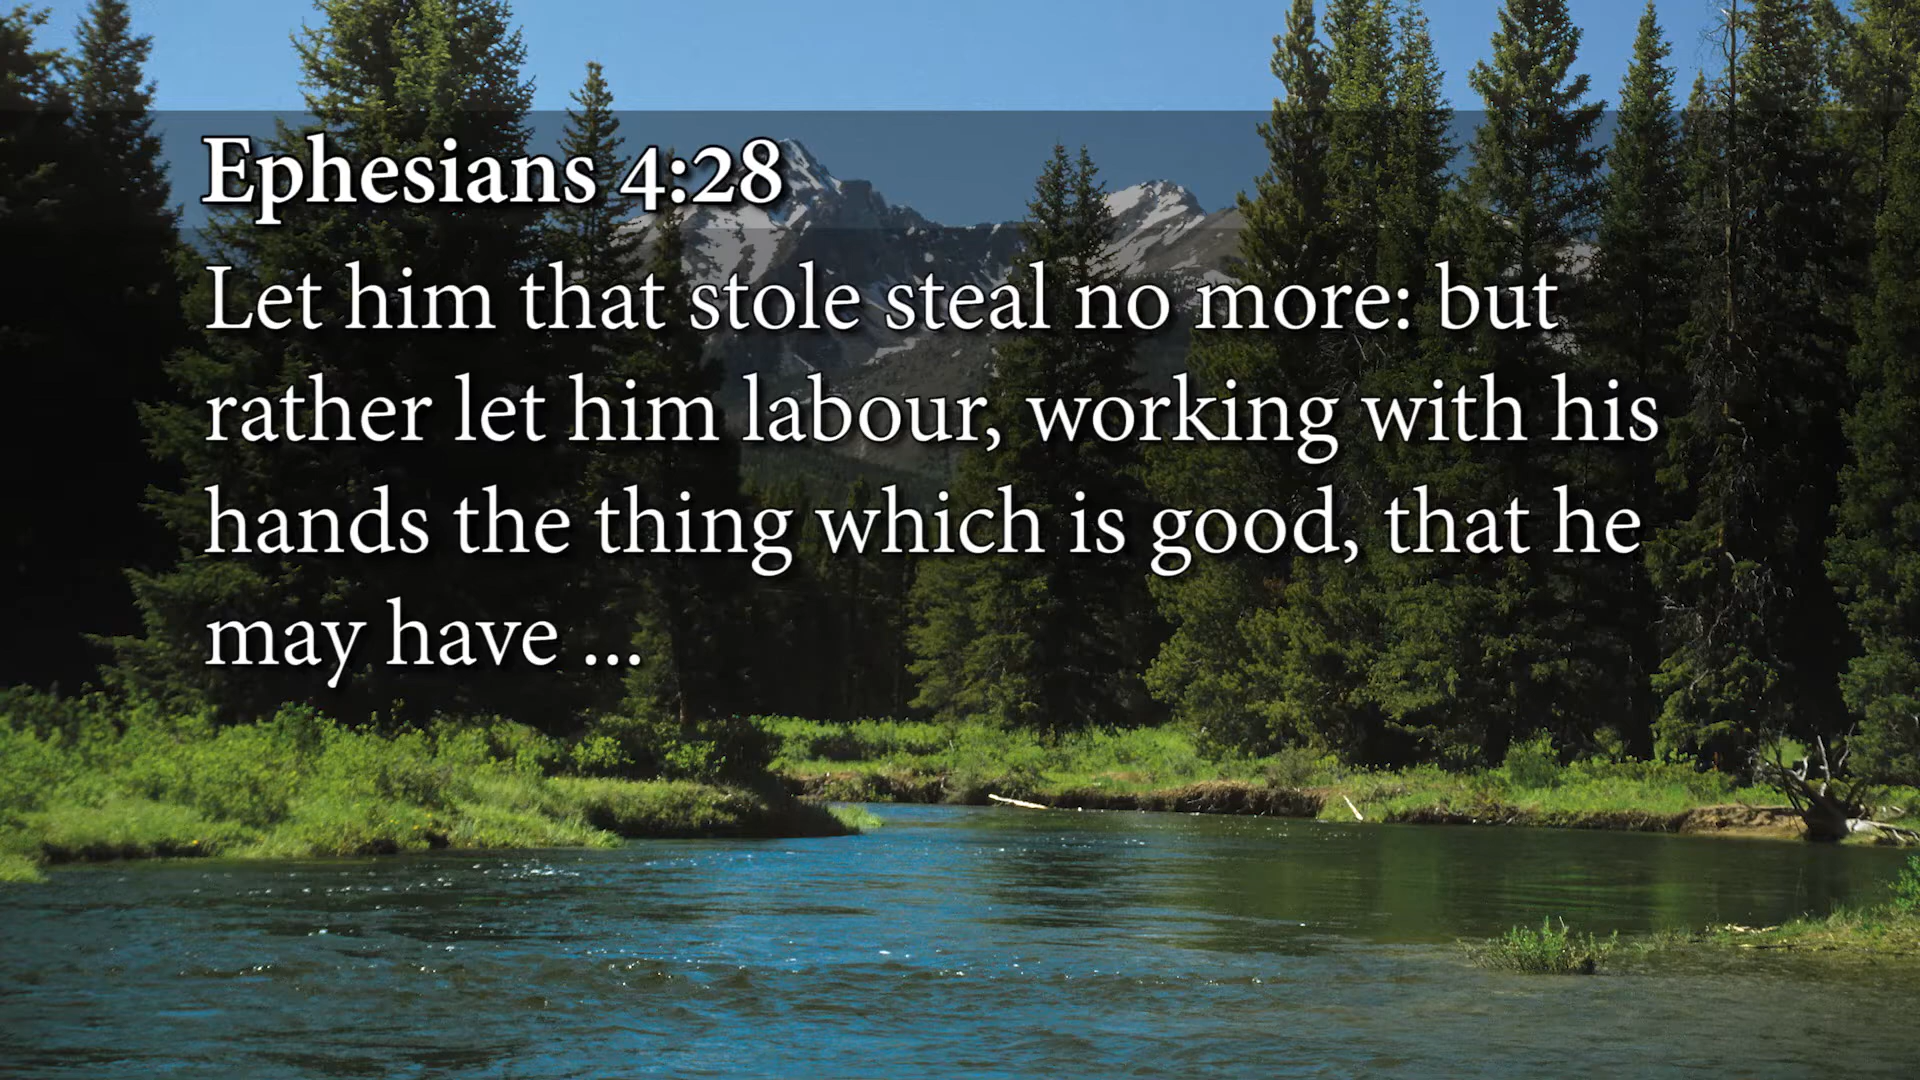 Ephesians 4:28
Let him that stole steal no more: but
rather let him labour, working with his
hands the thing which is good, that he
may have ...